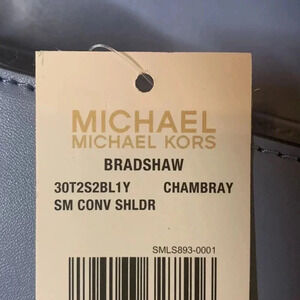 MICHAEL
MICHAEL KORS
BRADSHAW
30T2S2BL1Y CHAMBRAY
SM CONV SHLDR
SMLS893-0001